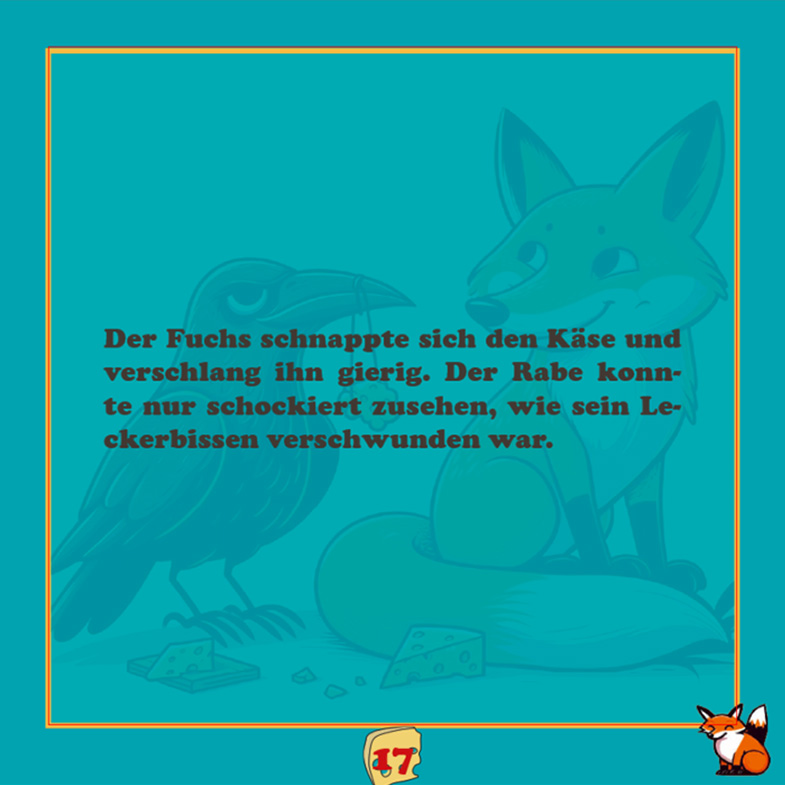 Der Fuchs schnappte sich den Käse und
verschlang ihn gierig. Der Rabe konn-
te nur schockiert zusehen, wie sein Le-
ckerbissen verschwunden war.
17